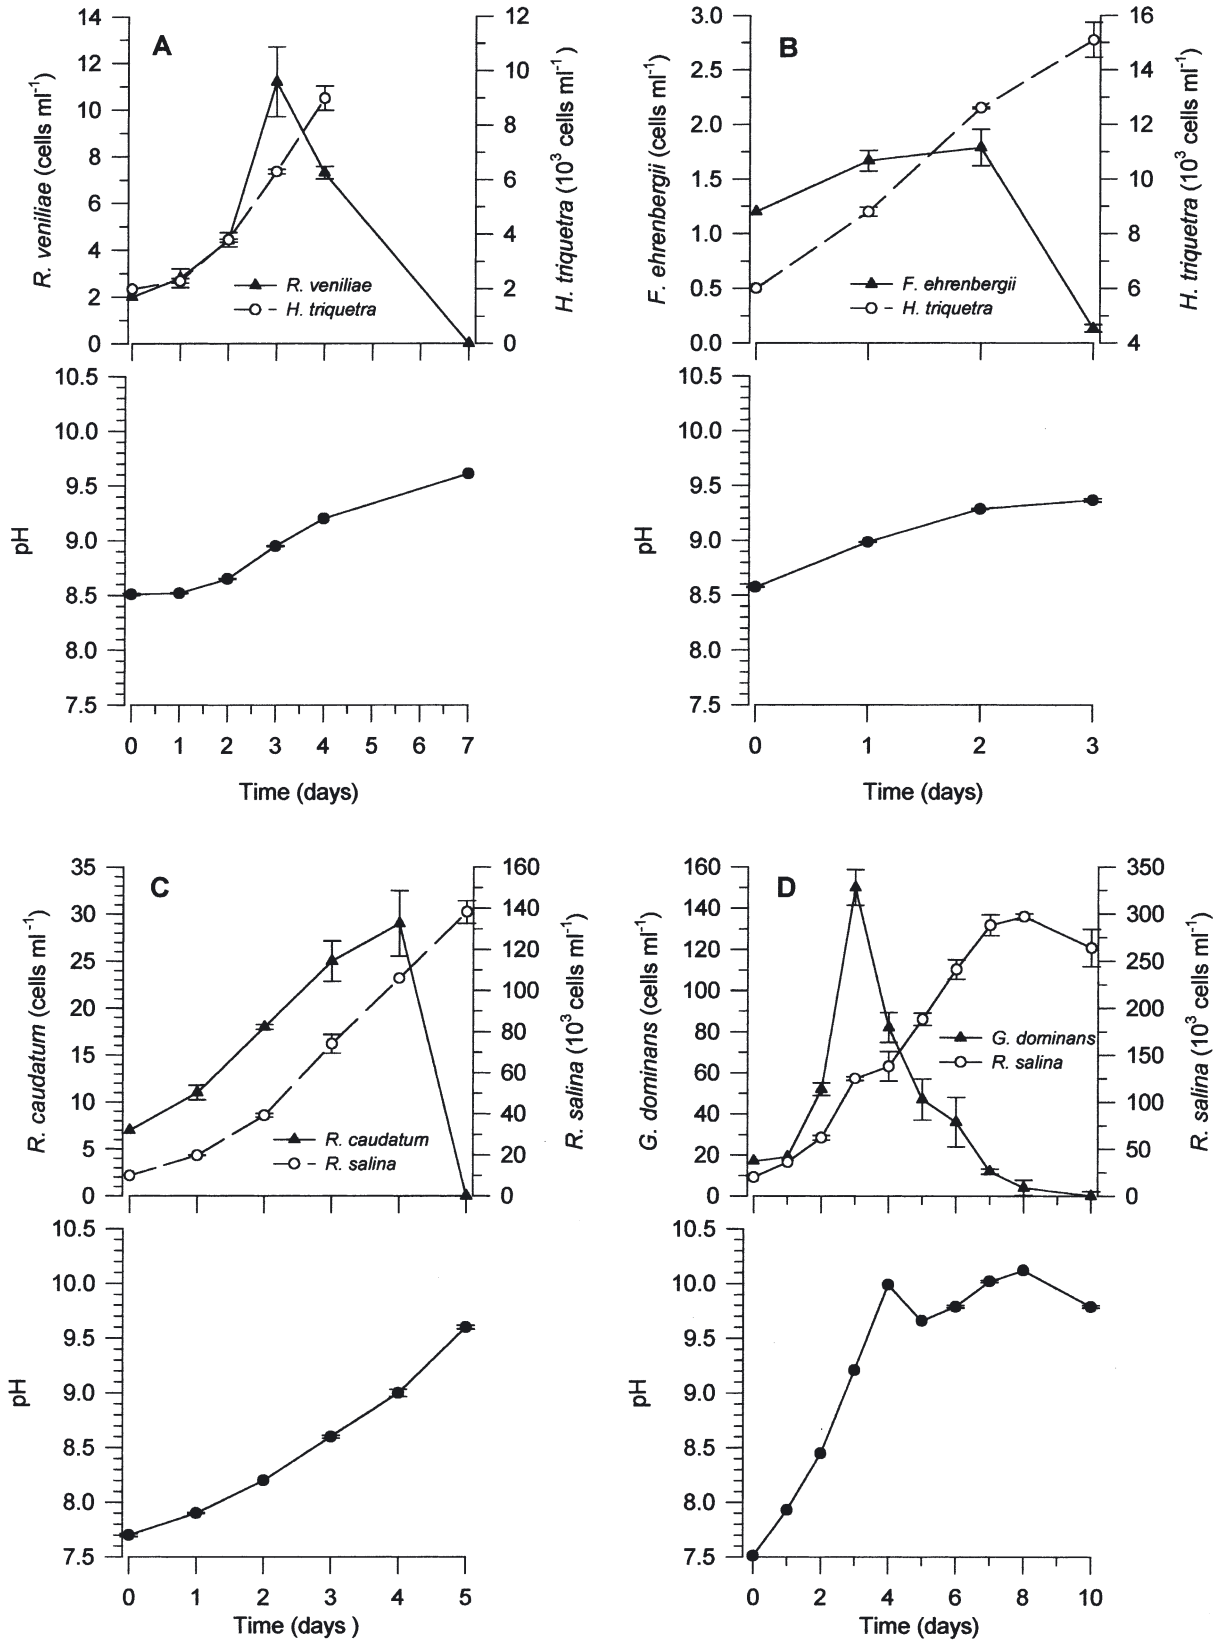 A
R. veniliae (cells ml-1)
14
12
10
8
6
4
2
0
H. triquetra (10^3 cells ml-1)
12
10
8
6
4
2
0
R. veniliae
H. triquetra
pH
10.5
10.0
9.5
9.0
8.5
8.0
7.5
0 1 2 3 4 5 6 7
Time (days)
B
F. ehrenbergii (cells ml-1)
3.0
2.5
2.0
1.5
1.0
0.5
0.0
H. triquetra (10^3 cells ml-1)
16
14
12
10
8
6
4
F. ehrenbergii
H. triquetra
pH
10.5
10.0
9.5
9.0
8.5
8.0
7.5
0 1 2 3
Time (days)
C
R. caudatum (cells ml-1)
35
30
25
20
15
10
5
0
R. salina (10^3 cells ml-1)
160
140
120
100
80
60
40
20
0
R. caudatum
R. salina
pH
10.5
10.0
9.5
9.0
8.5
8.0
7.5
0 1 2 3 4 5
Time (days )
D
G. dominans (cells ml-1)
160
140
120
100
80
60
40
20
0
R. salina (10^3 cells ml-1)
350
300
250
200
150
100
50
0
G. dominans
R. salina
pH
10.5
10.0
9.5
9.0
8.5
8.0
7.5
0 2 4 6 8 10
Time (days)